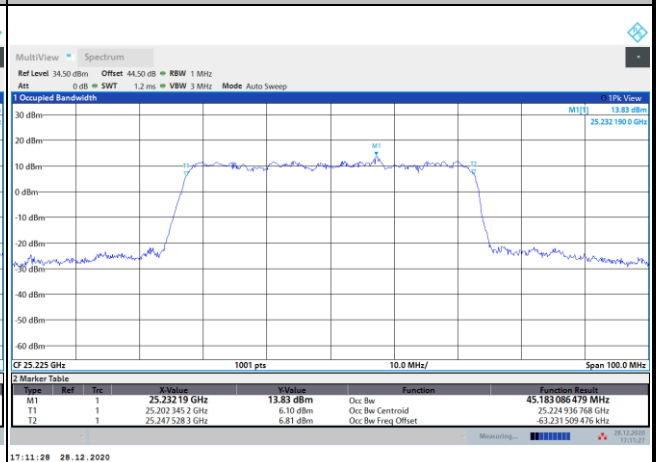 MultiView Spectrum
Ref Level 34.50 dBm Offset 44.50 dB RBW 1 MHz
Att 0 dB SWT 1.2 ms VBW 3 MHz Mode Auto Sweep
1 Occupied Bandwidth 1Pk View
M1[1] 13.83 dBm
25.232 190 0 GHz
30 dBm
20 dBm
M1
10 dBm
T1
T2
0 dBm
-10 dBm
-20 dBm
-30 dBm
-40 dBm
-50 dBm
-60 dBm
CF 25.225 GHz 1001 pts 10.0 MHz/ Span 100.0 MHz
2 Marker Table
Type Ref Trc X-Value Y-Value Function Function Result
M1 1 25.232 19 GHz 13.83 dBm Occ Bw 45.183 086 479 MHz
T1 1 25.202 345 2 GHz 6.10 dBm Occ Bw Centroid 25.224 936 768 GHz
T2 1 25.247 528 3 GHz 6.81 dBm Occ Bw Freq Offset -63.231 509 476 kHz
Measuring... 28.12.2020
17:11:27
17:11:28 28.12.2020